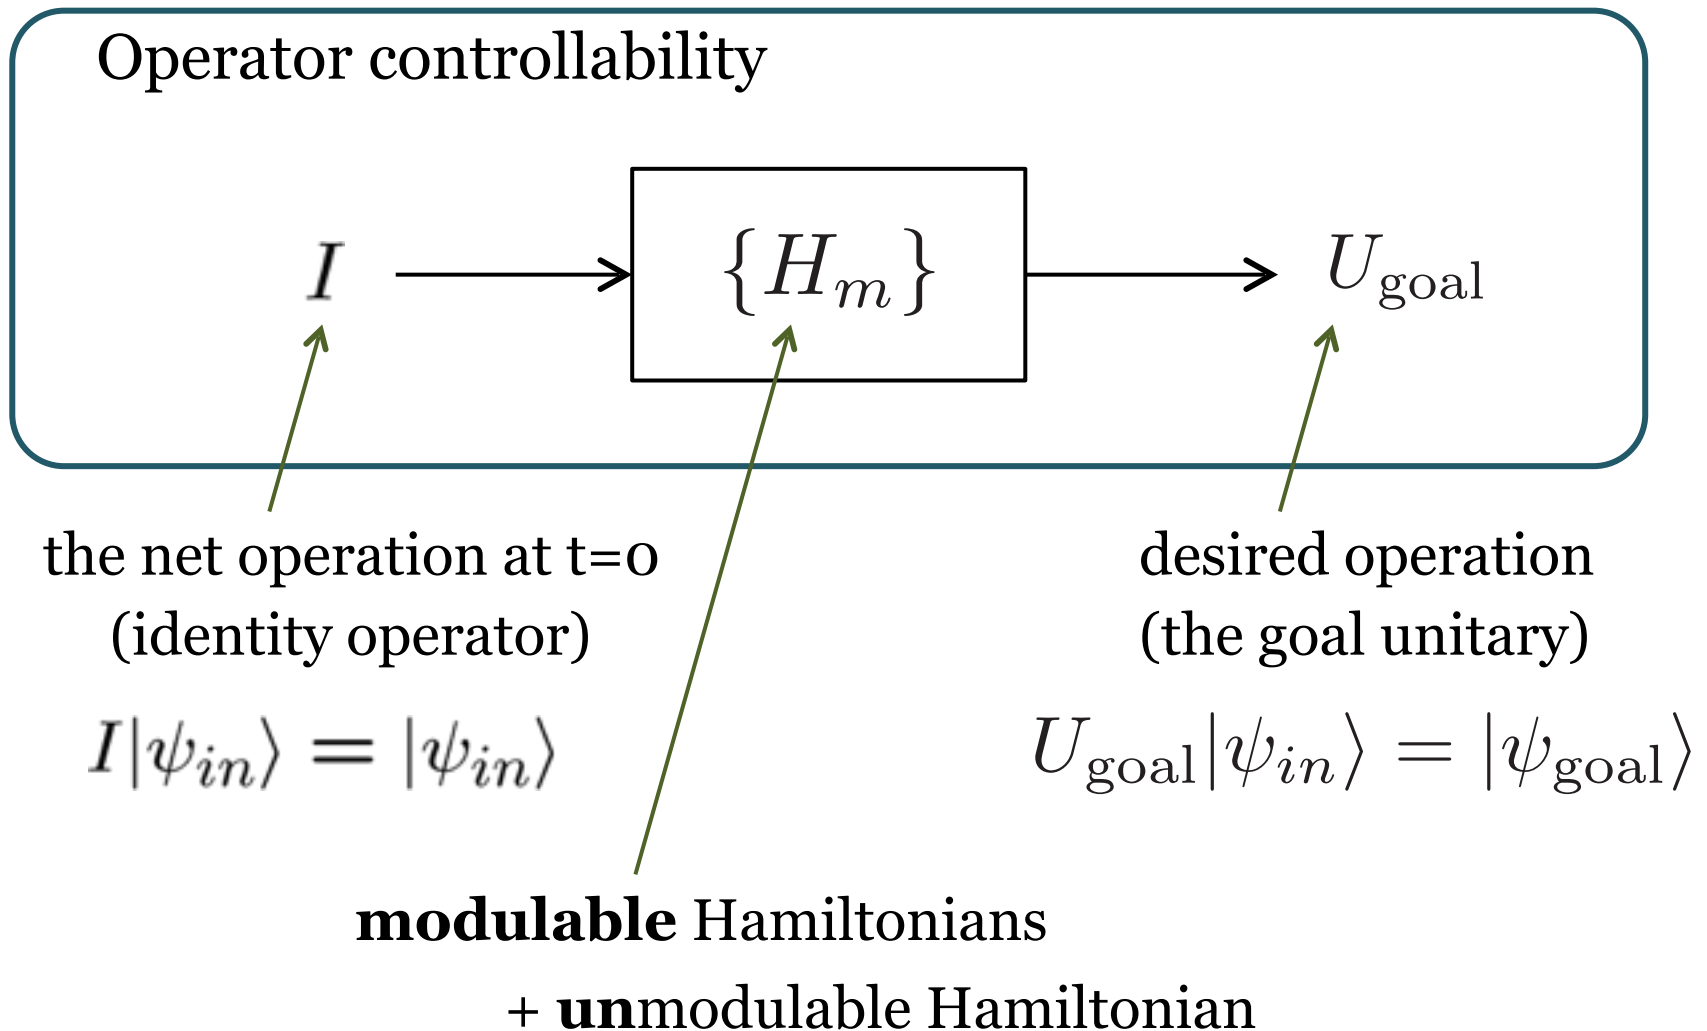 Operator controllability
I {H_m} U_goal
the net operation at t=0
(identity operator)
I|ψ_in⟩ = |ψ_in⟩
desired operation
(the goal unitary)
U_goal|ψ_in⟩ = |ψ_goal⟩
modulable Hamiltonians
+ unmodulable Hamiltonian